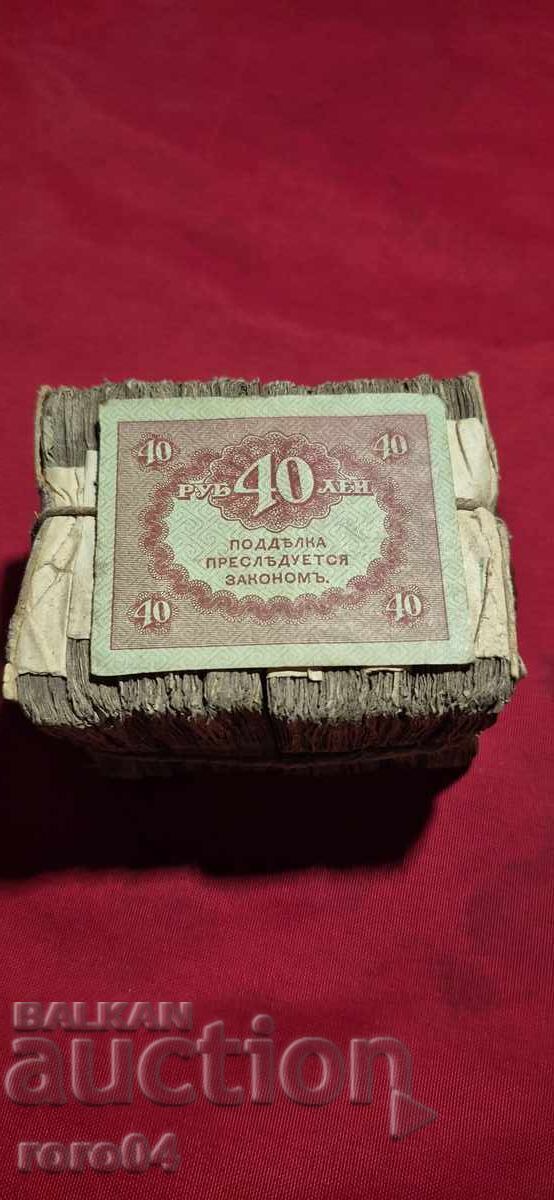 40 40
РУБ 40 ЛЕЙ
ПОДДѢЛКА
ПРЕСЛѢДУЕТСЯ
ЗАКОНОМЪ.
40 40
BALKAN
auction
roro04